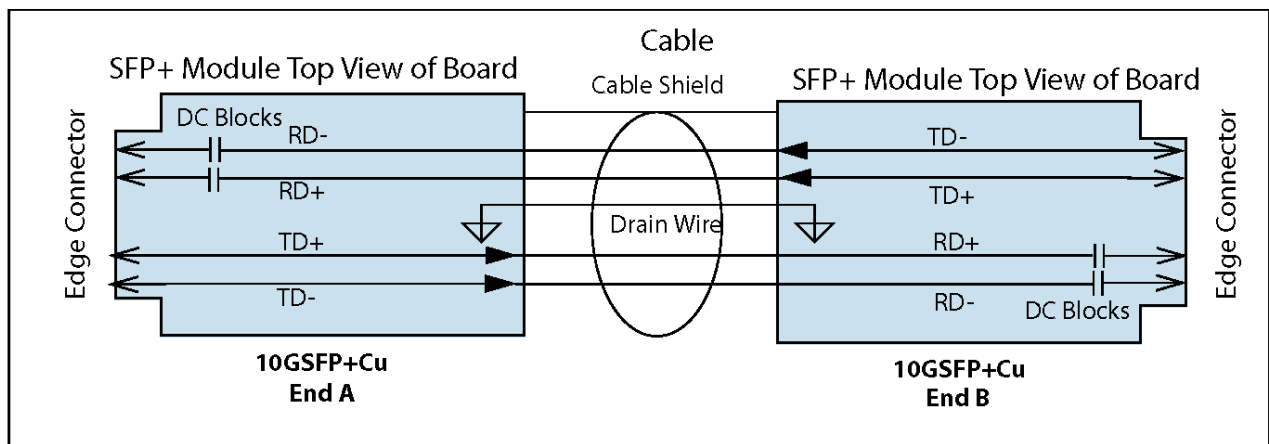 Cable
SFP+ Module Top View of Board
Cable Shield
SFP+ Module Top View of Board
Edge Connector
DC Blocks
RD-
RD+
TD+
TD-
Drain Wire
TD-
TD+
RD+
RD-
DC Blocks
Edge Connector
10GSFP+Cu
End A
10GSFP+Cu
End B